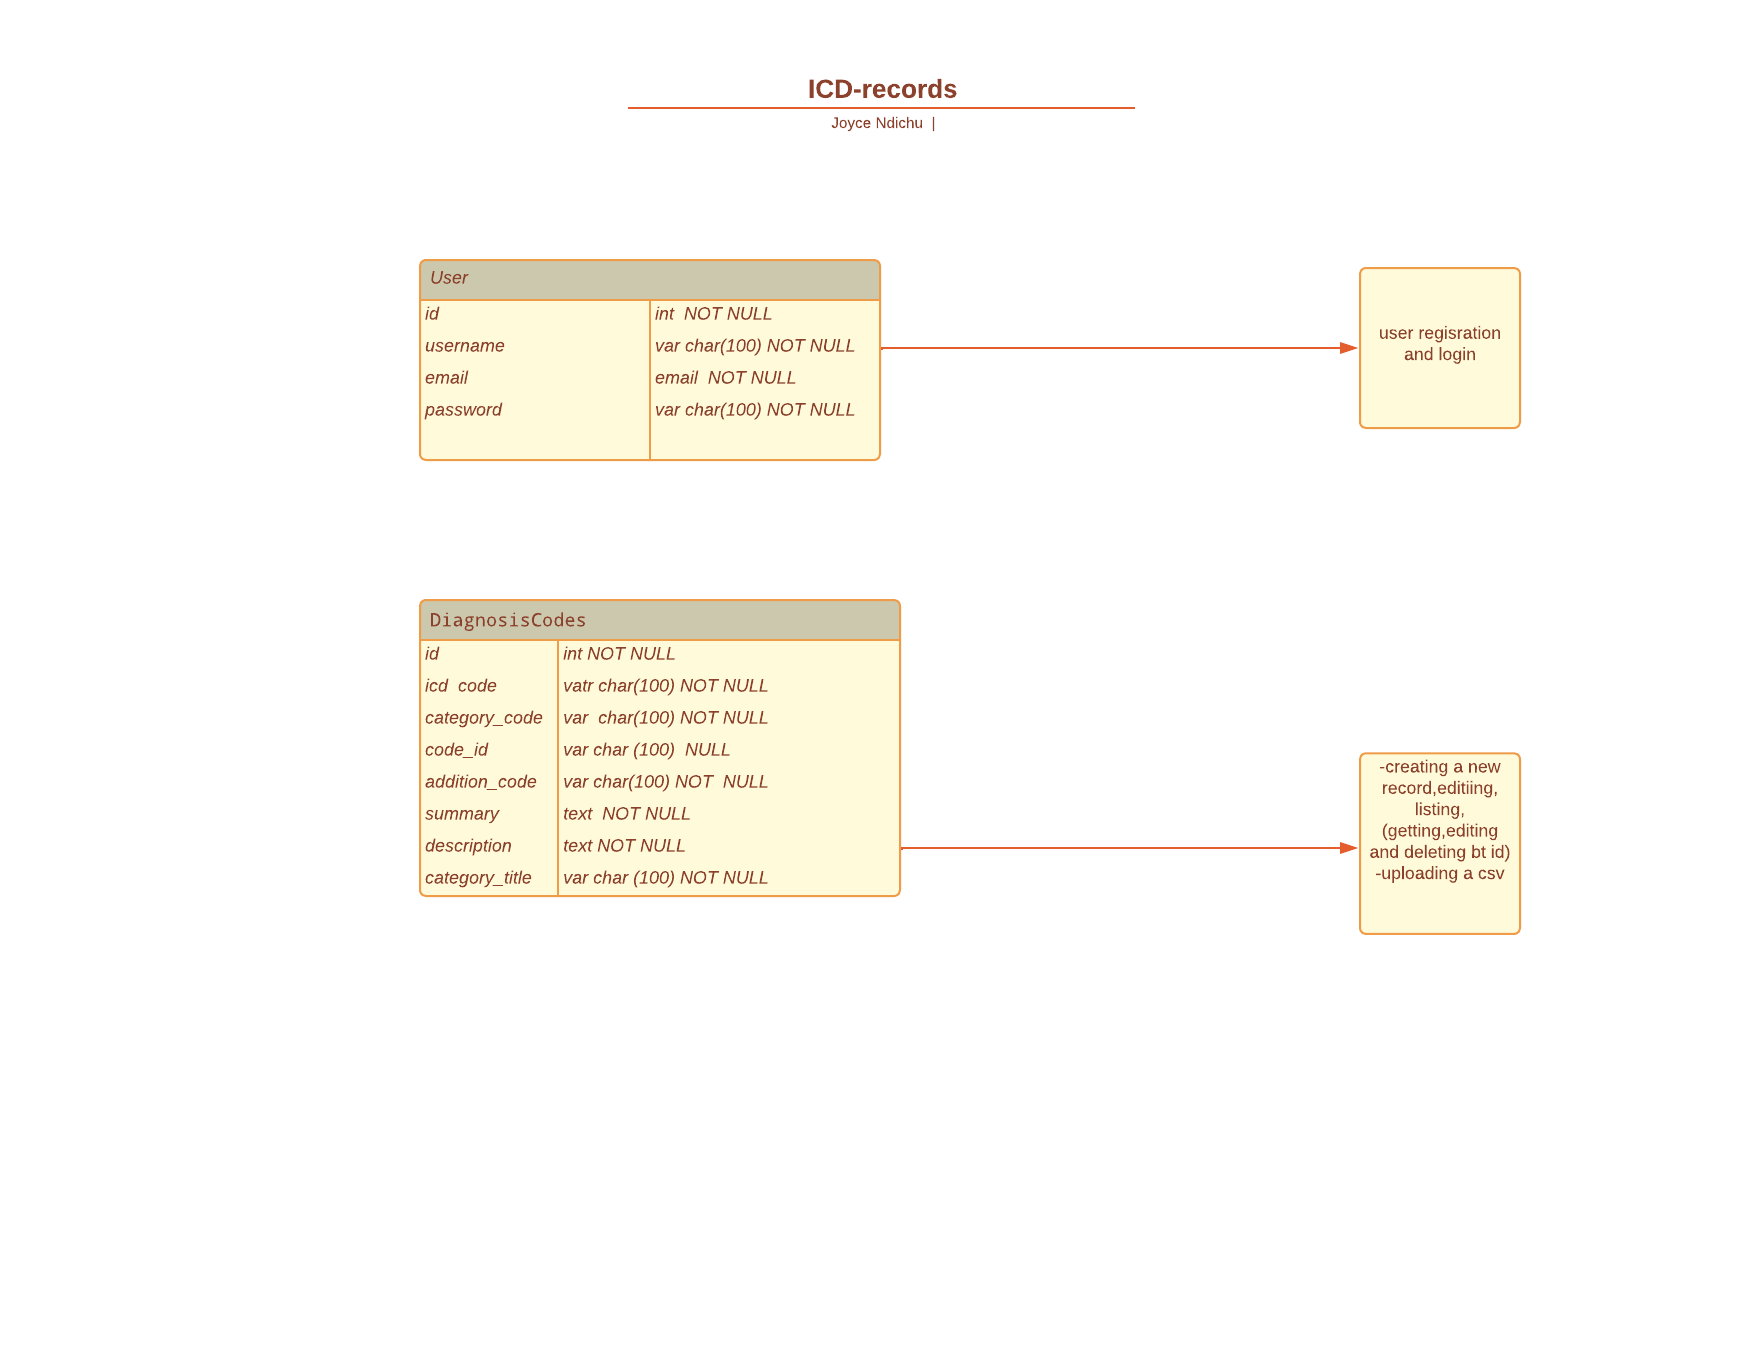 ICD-records
Joyce Ndichu  |
User
id int  NOT NULL
username var char(100) NOT NULL
email email  NOT NULL
password var char(100) NOT NULL
user regisration
and login
DiagnosisCodes
id int NOT NULL
icd  code vatr char(100) NOT NULL
category_code var  char(100) NOT NULL
code_id var char (100)  NULL
addition_code var char(100) NOT  NULL
summary text  NOT NULL
description text NOT NULL
category_title var char (100) NOT NULL
-creating a new
record,editiing,
listing,
(getting,editing
and deleting bt id)
-uploading a csv